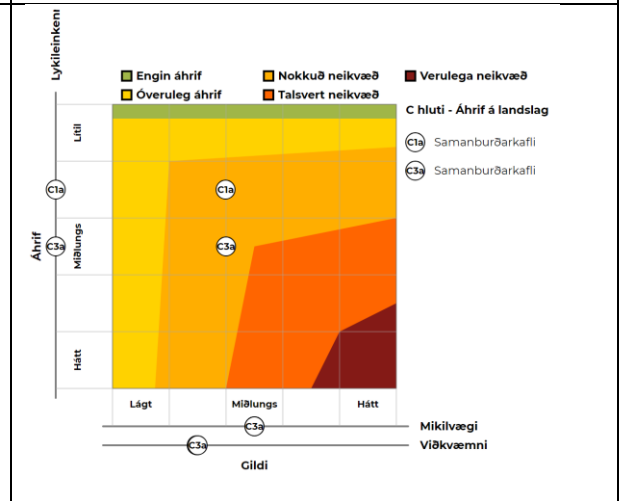 Lykileinkenni
Engin áhrif
Nokkuð neikvæð
Verulega neikvæð
Óveruleg áhrif
Talsvert neikvæð
C hluti - Áhrif á landslag
C1a Samanburðarkafli
C3a Samanburðarkafli
Áhrif
Lítil
Miðlungs
Hátt
C1a
C3a
C1a
C3a
Lágt
Miðlungs
Hátt
C3a
Mikilvægi
C3a
Viðkvæmni
Gildi